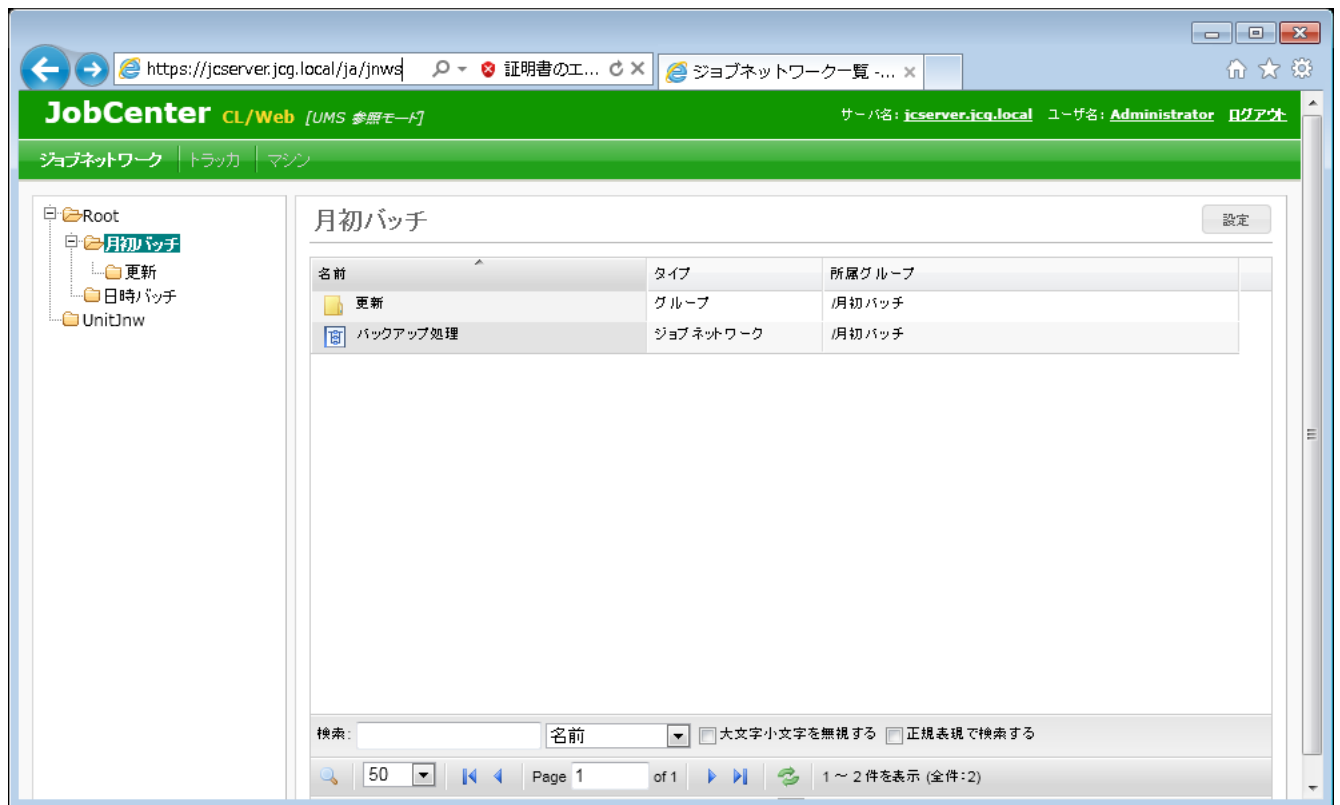 https://jcserver.jcg.local/ja/jnws 証明書のエ... ジョブネットワーク一覧 -...
JobCenter CL/Web [UMS 参照モード] サーバ名: jcserver.jcg.local ユーザ名: Administrator ログアウト
ジョブネットワーク トラッカ マシン
Root
月初バッチ
更新
日時バッチ
UnitJnw
月初バッチ 設定
名前 タイプ 所属グループ
更新 グループ /月初バッチ
バックアップ処理 ジョブネットワーク /月初バッチ
検索: 名前 大文字小文字を無視する 正規表現で検索する
50 Page 1 of 1 1 ~ 2 件を表示 (全件:2)